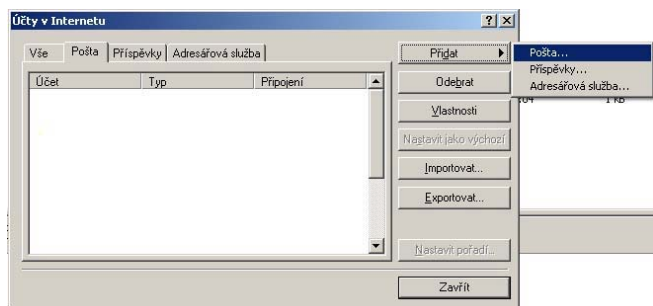 Účty v Internetu
Vše Pošta Příspěvky Adresářová služba
Účet Typ Připojení
Přidat
Odebrat
Vlastnosti
Nastavit jako výchozí
Importovat...
Exportovat...
Nastavit pořadí...
Zavřít
Pošta...
Příspěvky...
Adresářová služba...
1 KB